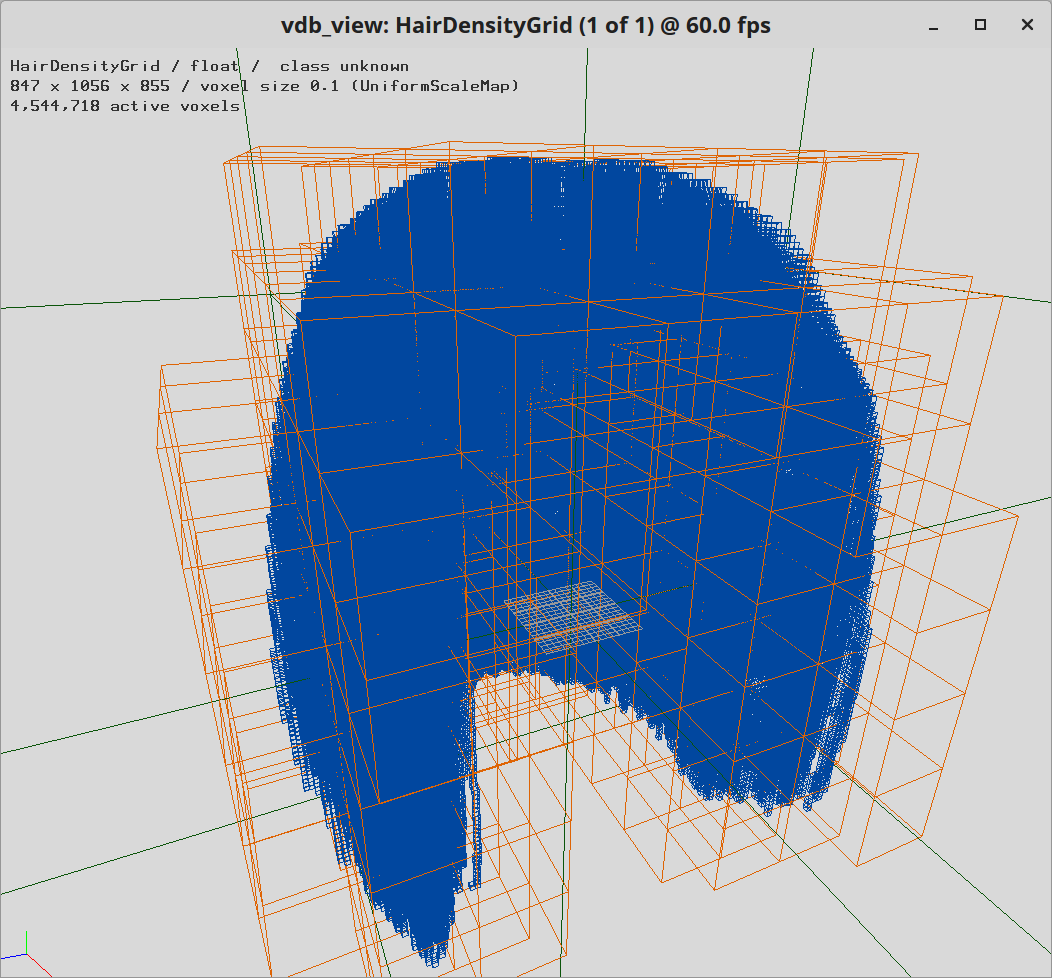 vdb_view: HairDensityGrid (1 of 1) @ 60.0 fps
HairDensityGrid / float /  class unknown
847 x 1056 x 855 / voxel size 0.1 (UniformScaleMap)
4,544,718 active voxels